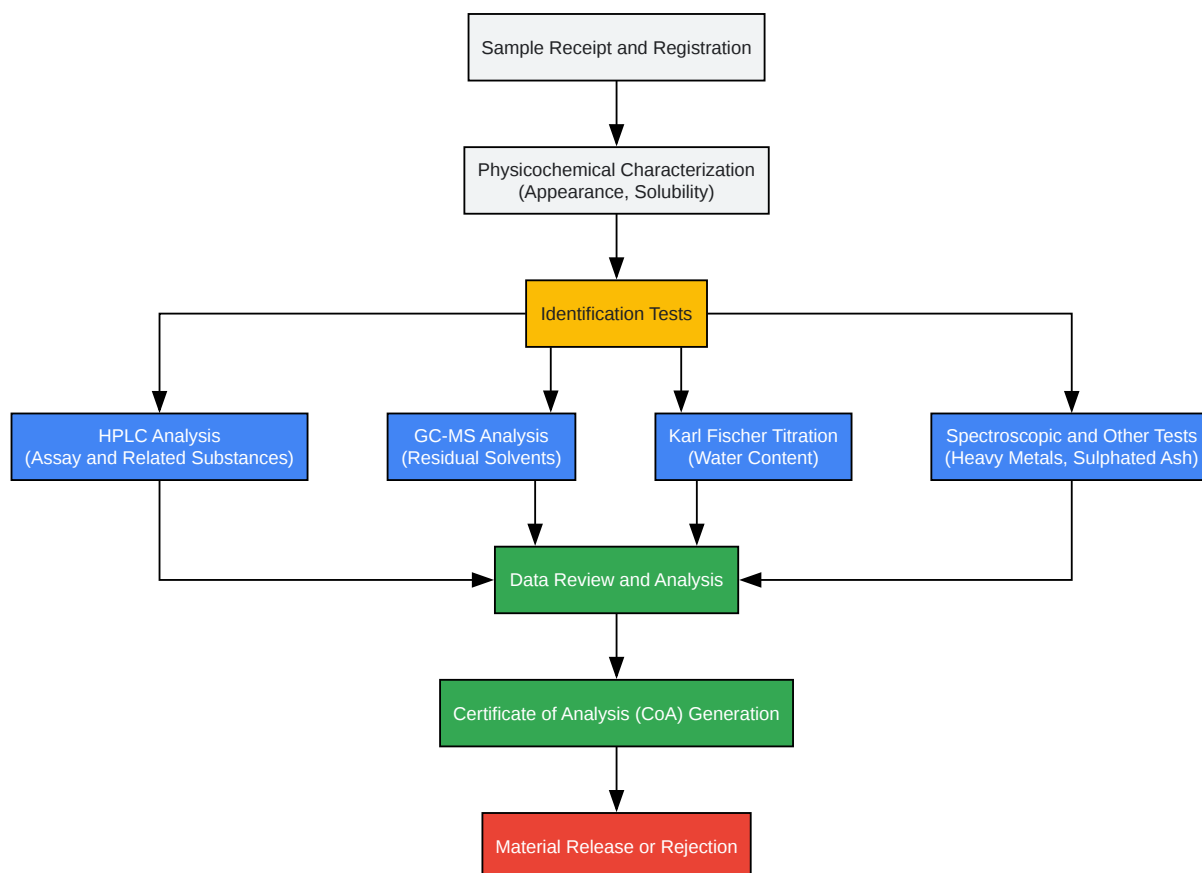 Sample Receipt and Registration
Physicochemical Characterization
(Appearance, Solubility)
Identification Tests
HPLC Analysis
(Assay and Related Substances)
GC-MS Analysis
(Residual Solvents)
Karl Fischer Titration
(Water Content)
Spectroscopic and Other Tests
(Heavy Metals, Sulphated Ash)
Data Review and Analysis
Certificate of Analysis (CoA) Generation
Material Release or Rejection